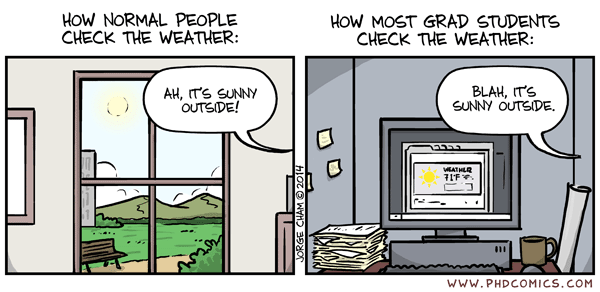 HOW NORMAL PEOPLE
CHECK THE WEATHER:
AH, IT'S SUNNY
OUTSIDE!
HOW MOST GRAD STUDENTS
CHECK THE WEATHER:
BLAH, IT'S
SUNNY OUTSIDE.
WEATHER
71°F
JORGE CHAM © 2014
WWW.PHDCOMICS.COM